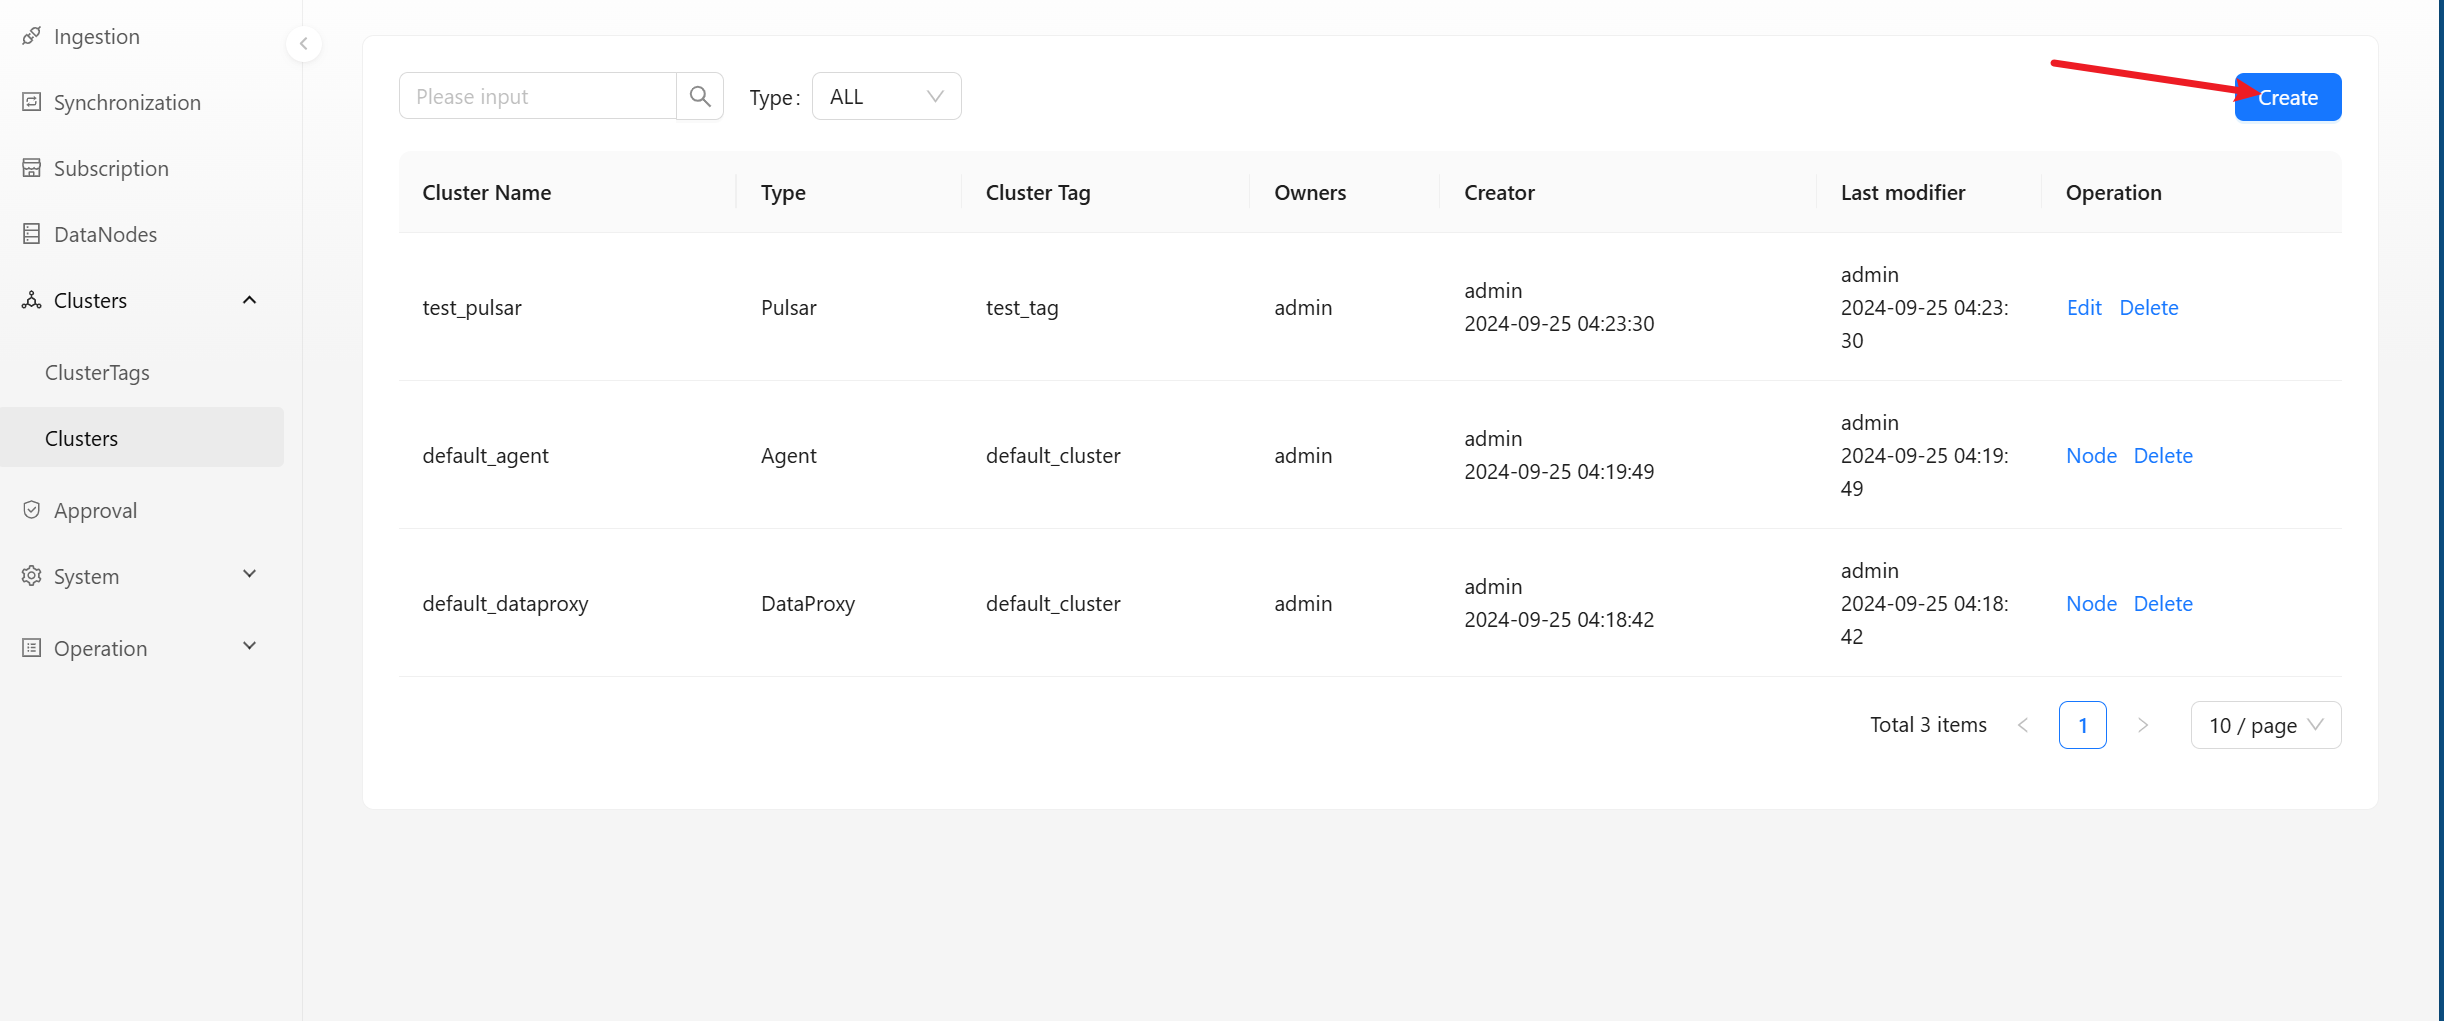 Ingestion
Synchronization
Subscription
DataNodes
Clusters
ClusterTags
Clusters
Approval
System
Operation
Please input
Type: ALL
Create
Cluster Name Type Cluster Tag Owners Creator Last modifier Operation
test_pulsar Pulsar test_tag admin admin
2024-09-25 04:23:30 admin
2024-09-25 04:23:
30 Edit Delete
default_agent Agent default_cluster admin admin
2024-09-25 04:19:49 admin
2024-09-25 04:19:
49 Node Delete
default_dataproxy DataProxy default_cluster admin admin
2024-09-25 04:18:42 admin
2024-09-25 04:18:
42 Node Delete
Total 3 items 1 10 / page